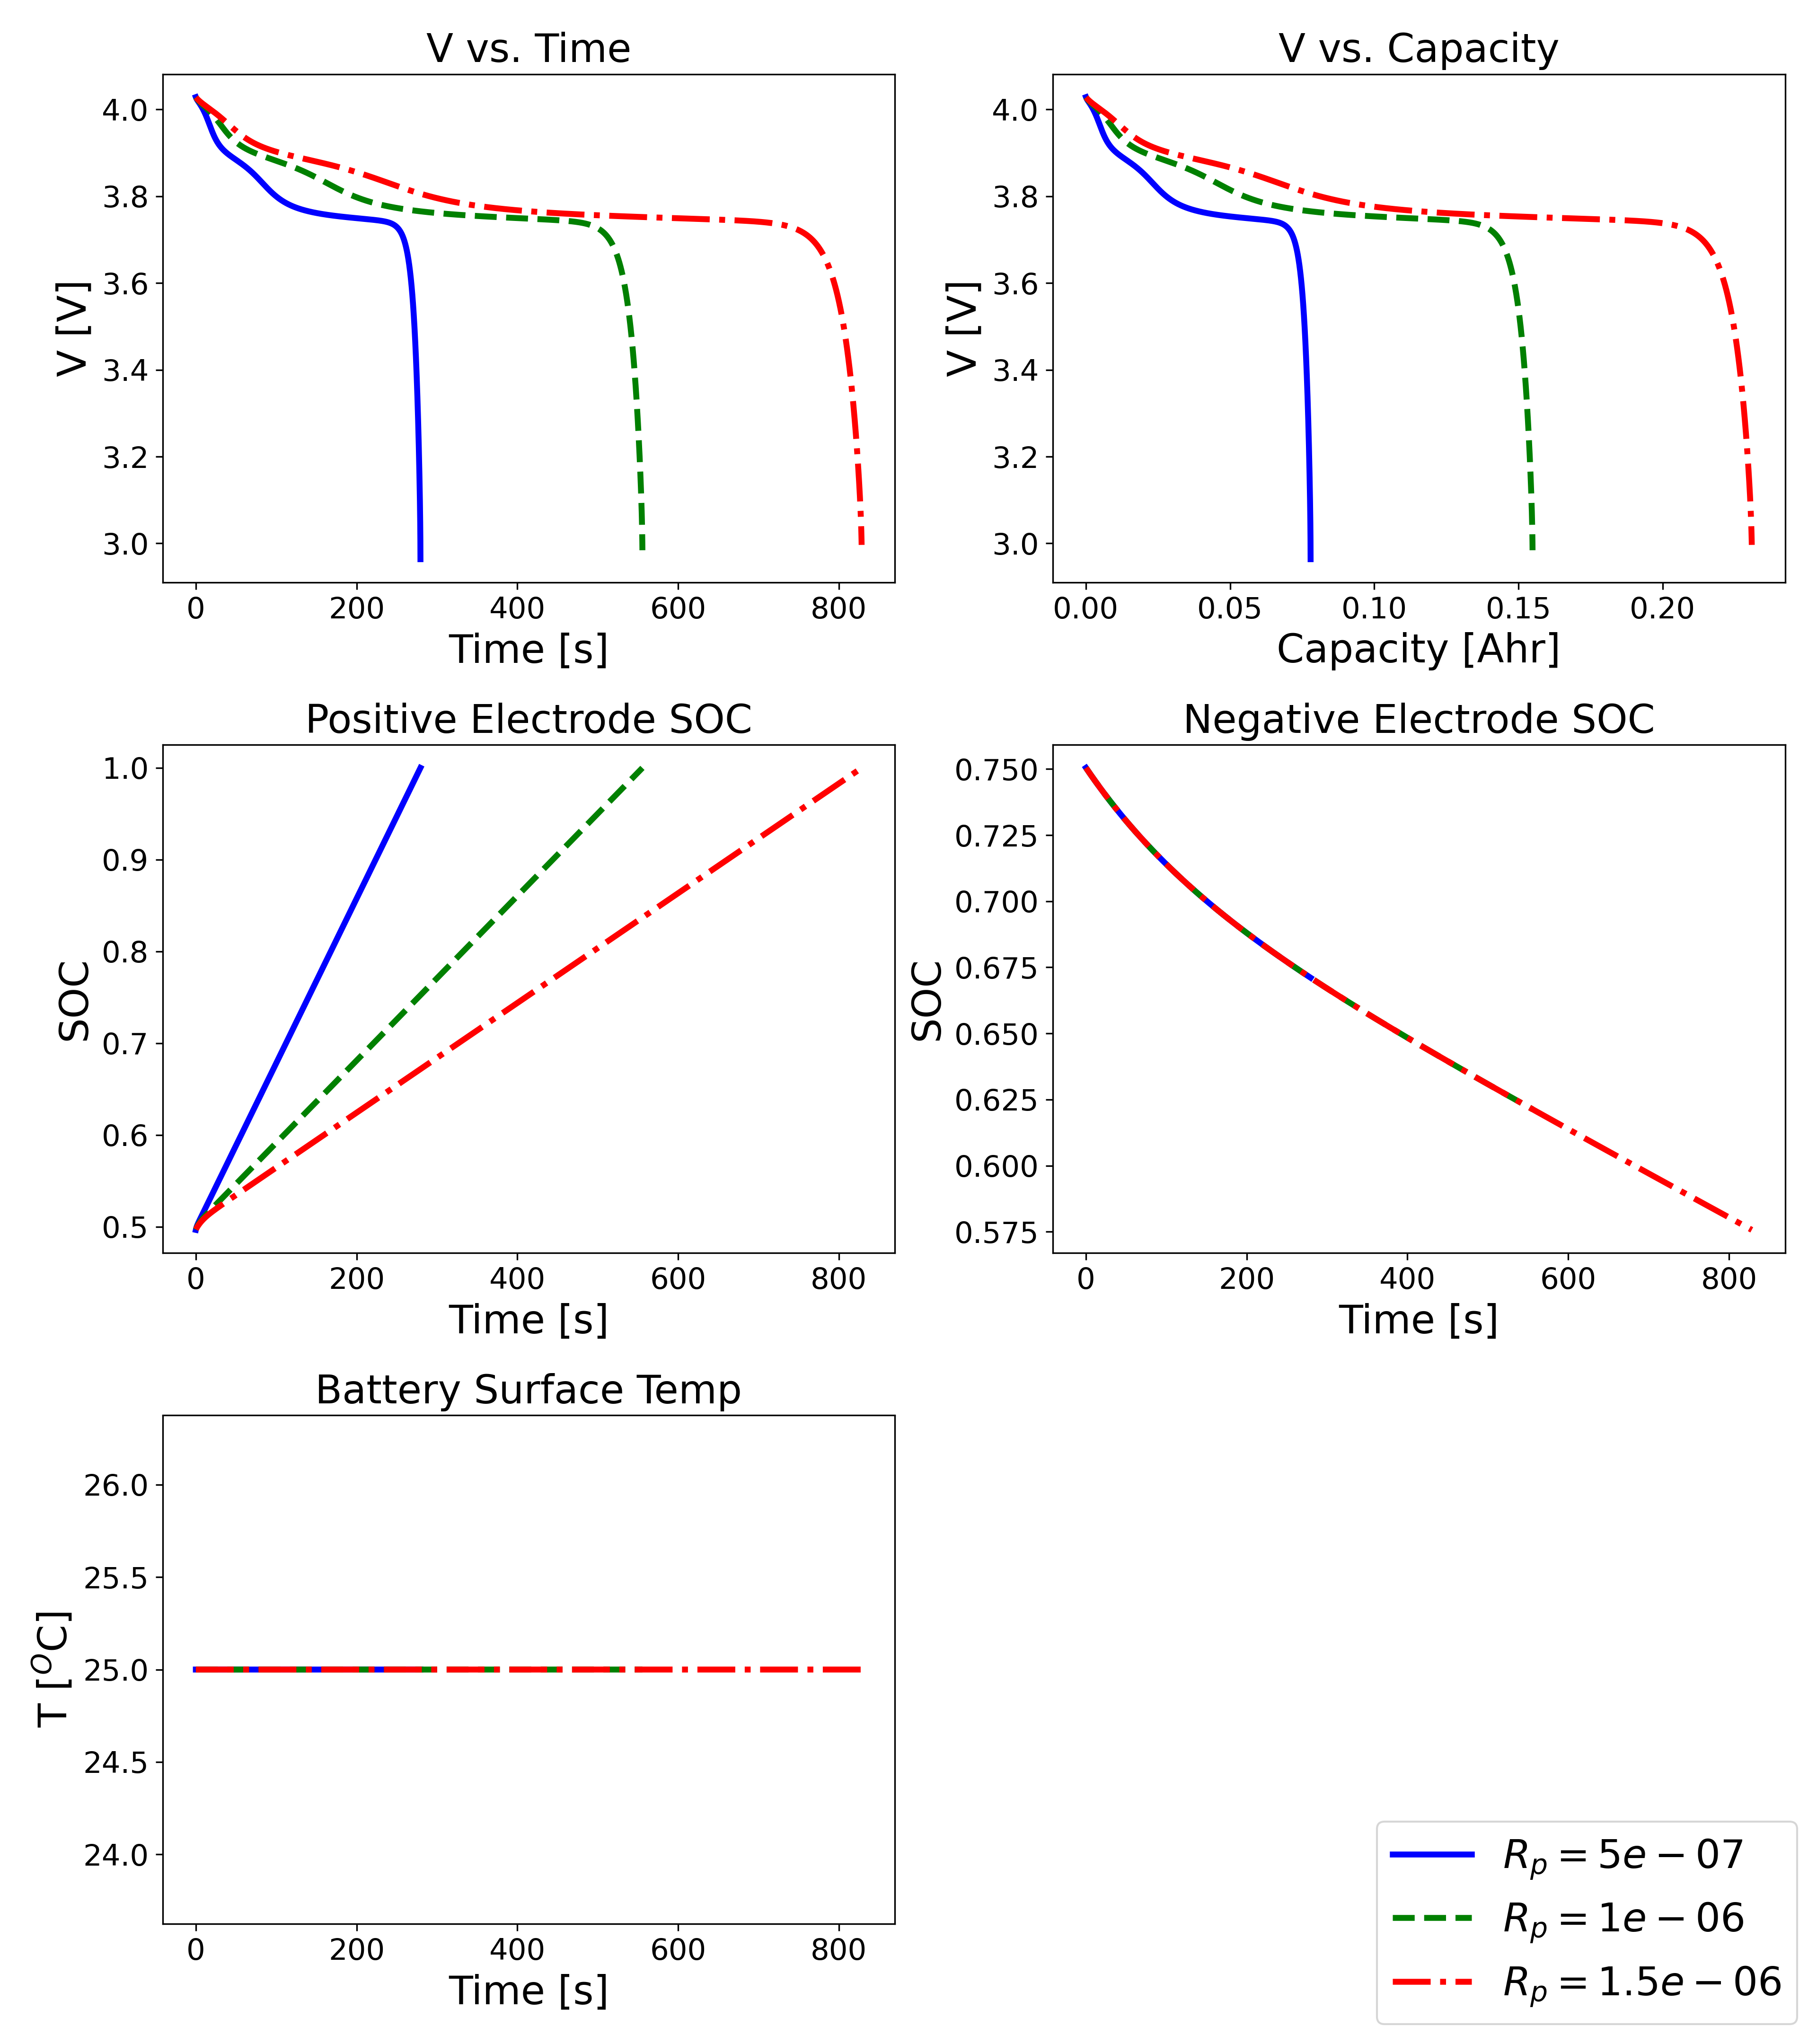 V vs. Time
V [V]
4.0
3.8
3.6
3.4
3.2
3.0
0 200 400 600 800
Time [s]
V vs. Capacity
V [V]
4.0
3.8
3.6
3.4
3.2
3.0
0.00 0.05 0.10 0.15 0.20
Capacity [Ahr]
Positive Electrode SOC
SOC
1.0
0.9
0.8
0.7
0.6
0.5
0 200 400 600 800
Time [s]
Negative Electrode SOC
SOC
0.750
0.725
0.700
0.675
0.650
0.625
0.600
0.575
0 200 400 600 800
Time [s]
Battery Surface Temp
T [°C]
26.0
25.5
25.0
24.5
24.0
0 200 400 600 800
Time [s]
Rₚ = 5e − 07
Rₚ = 1e − 06
Rₚ = 1.5e − 06